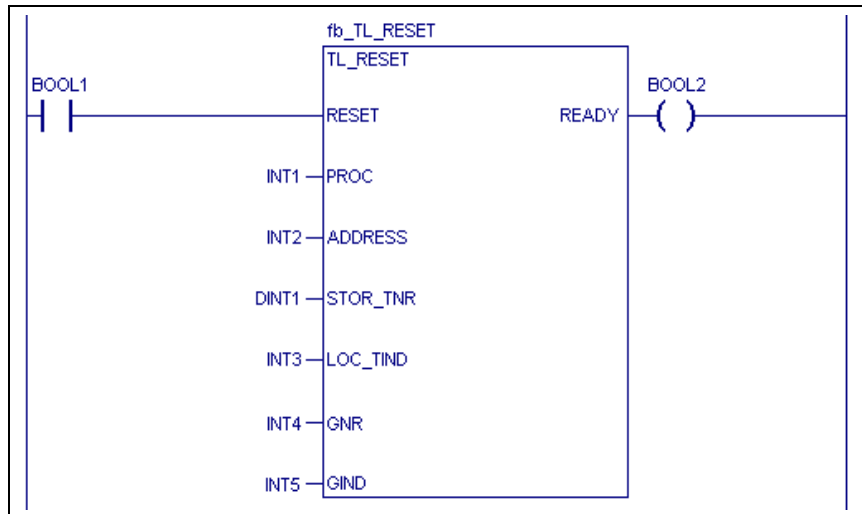 fb_TL_RESET
TL_RESET
BOOL1
BOOL2
RESET READY
INT1 PROC
INT2 ADDRESS
DINT1 STOR_TNR
INT3 LOC_TIND
INT4 GNR
INT5 GIND